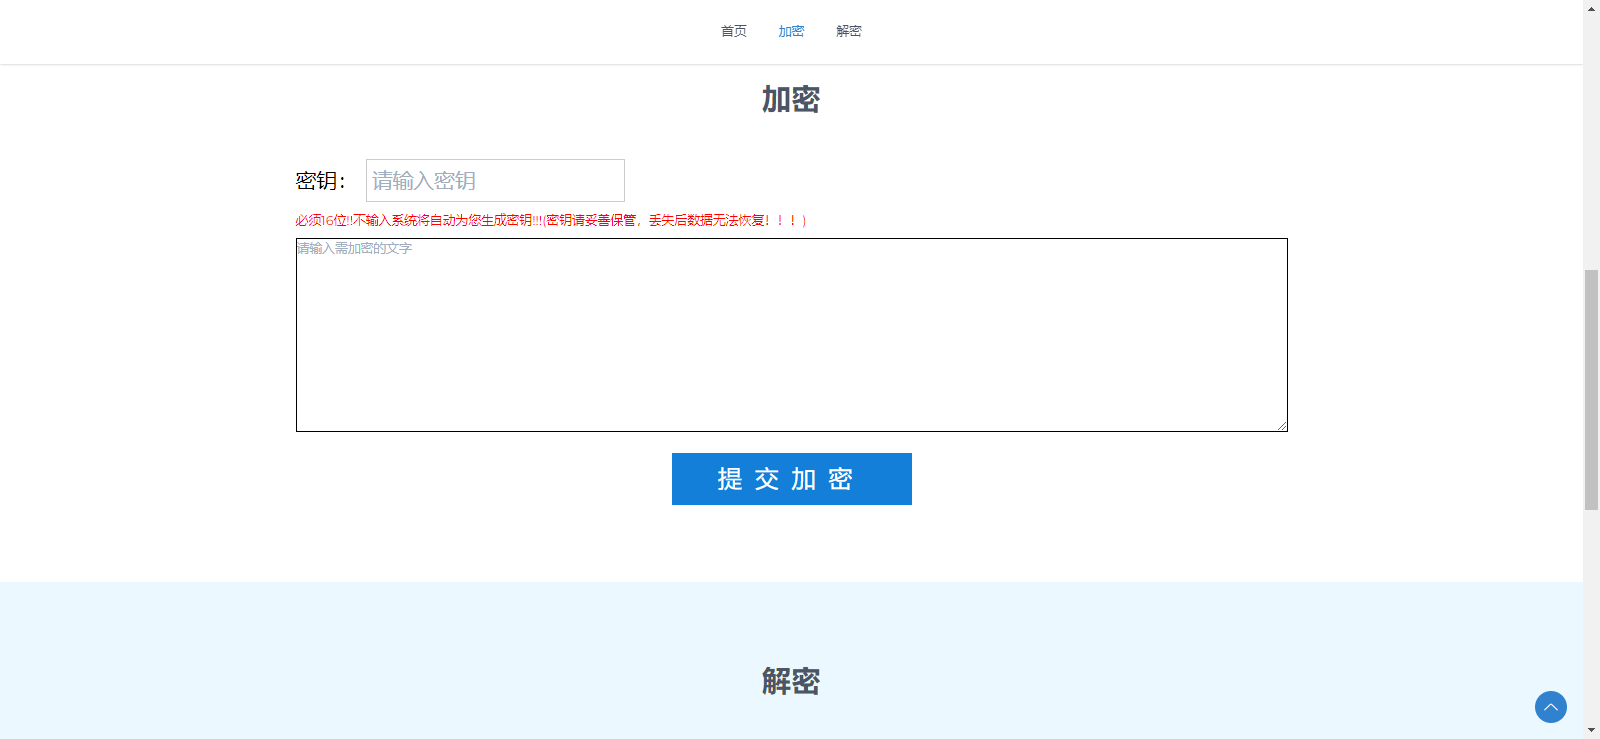 首页 加密 解密
加密
密钥： 请输入密钥
必须16位!!不输入系统将自动为您生成密钥!!!(密钥请妥善保管，丢失后数据无法恢复！！！)
请输入需加密的文字
提交加密
解密